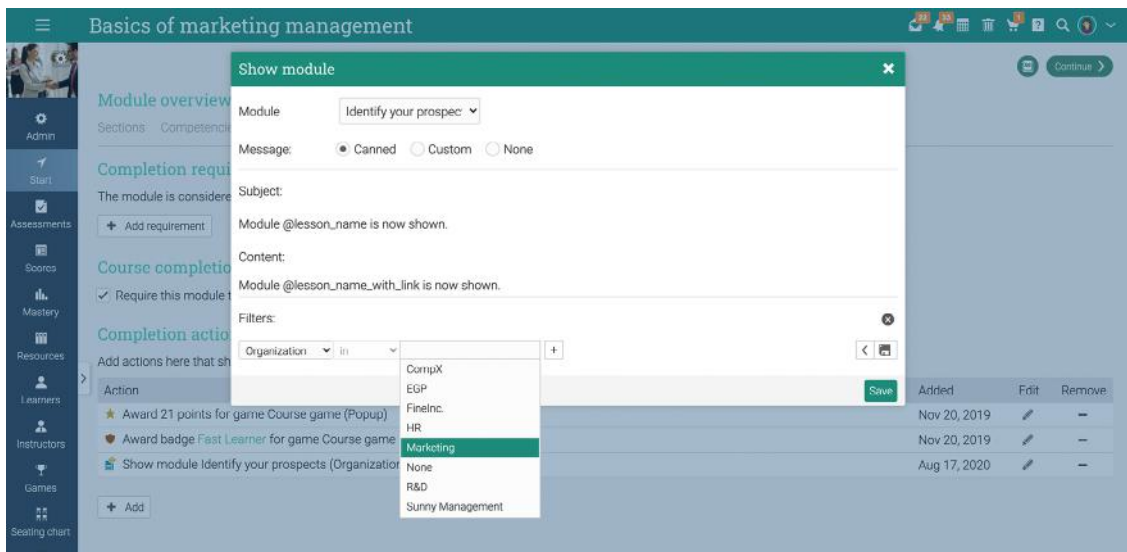 Basics of marketing management
Continue
Show module
Module overview
Sections Competencie
Module Identify your prospec
Message: Canned Custom None
Completion requi
The module is considere
Add requirement
Subject:
Module @lesson_name is now shown.
Content:
Module @lesson_name_with_link is now shown.
Course completio
Require this module t
Filters:
Organization in
Completion actio
Add actions here that sh
CompX
EGP
FineInc.
HR
Marketing
None
R&D
Sunny Management
Save
Action Added Edit Remove
Award 21 points for game Course game (Popup) Nov 20, 2019
Award badge Fast Learner for game Course game Nov 20, 2019
Show module Identify your prospects (Organization Aug 17, 2020
Add
Admin
Start
Assessments
Scores
Mastery
Resources
Learners
Instructors
Games
Seating chart